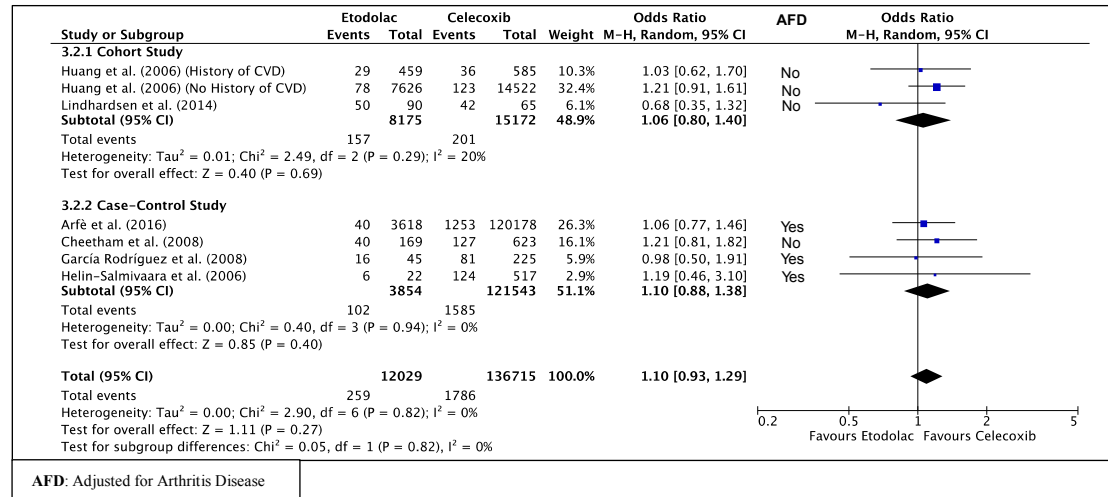 Etodolac Celecoxib Odds Ratio AFD Odds Ratio
Study or Subgroup Events Total Events Total Weight M-H, Random, 95% CI M-H, Random, 95% CI
3.2.1 Cohort Study
Huang et al. (2006) (History of CVD) 29 459 36 585 10.3% 1.03 [0.62, 1.70] No
Huang et al. (2006) (No History of CVD) 78 7626 123 14522 32.4% 1.21 [0.91, 1.61] No
Lindhardsen et al. (2014) 50 90 42 65 6.1% 0.68 [0.35, 1.32] No
Subtotal (95% CI) 8175 15172 48.9% 1.06 [0.80, 1.40]
Total events 157 201
Heterogeneity: Tau² = 0.01; Chi² = 2.49, df = 2 (P = 0.29); I² = 20%
Test for overall effect: Z = 0.40 (P = 0.69)
3.2.2 Case-Control Study
Arfè et al. (2016) 40 3618 1253 120178 26.3% 1.06 [0.77, 1.46] Yes
Cheetham et al. (2008) 40 169 127 623 16.1% 1.21 [0.81, 1.82] No
García Rodríguez et al. (2008) 16 45 81 225 5.9% 0.98 [0.50, 1.91] Yes
Helin-Salmivaara et al. (2006) 6 22 124 517 2.9% 1.19 [0.46, 3.10] Yes
Subtotal (95% CI) 3854 121543 51.1% 1.10 [0.88, 1.38]
Total events 102 1585
Heterogeneity: Tau² = 0.00; Chi² = 0.40, df = 3 (P = 0.94); I² = 0%
Test for overall effect: Z = 0.85 (P = 0.40)
Total (95% CI) 12029 136715 100.0% 1.10 [0.93, 1.29]
Total events 259 1786
Heterogeneity: Tau² = 0.00; Chi² = 2.90, df = 6 (P = 0.82); I² = 0%
Test for overall effect: Z = 1.11 (P = 0.27)
Test for subgroup differences: Chi² = 0.05, df = 1 (P = 0.82), I² = 0%
0.2 0.5 1 2 5
Favours Etodolac Favours Celecoxib
AFD: Adjusted for Arthritis Disease